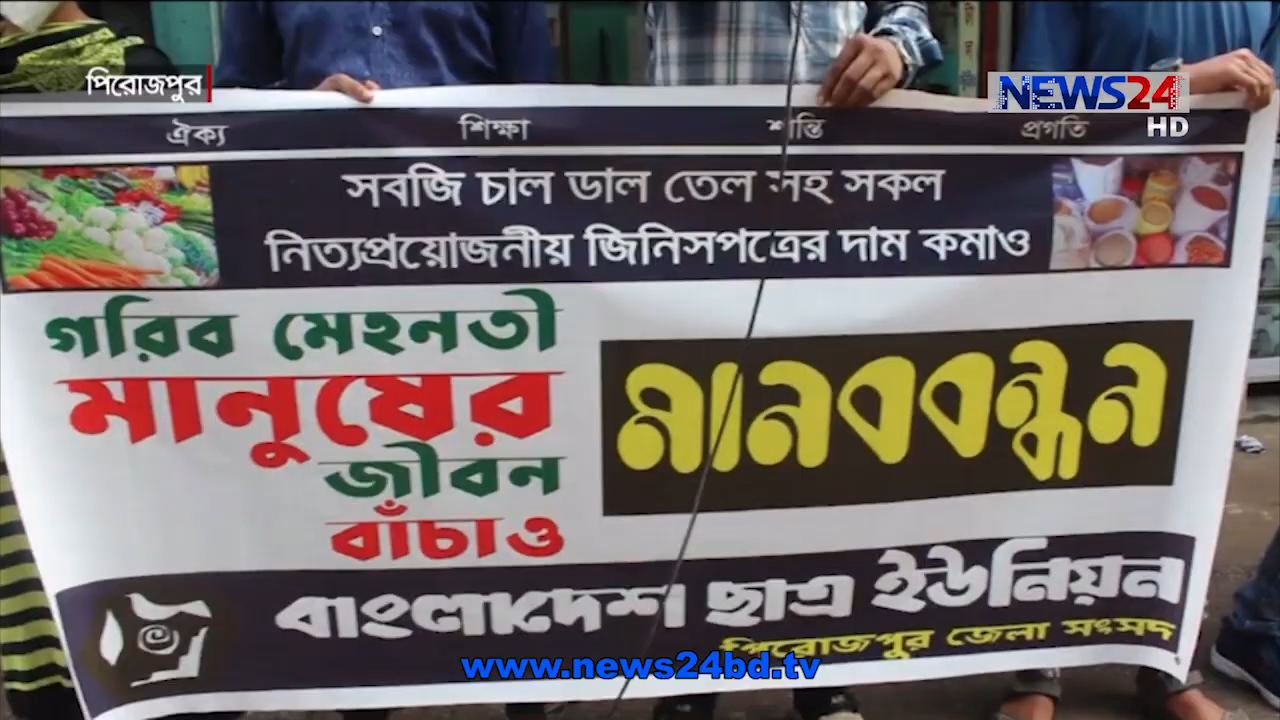 পিরোজপুর
NEWS24
HD
ঐক্য শিক্ষা শান্তি প্রগতি
সবজি চাল ডাল তেল সহ সকল
নিত্যপ্রয়োজনীয় জিনিসপত্রের দাম কমাও
গরিব মেহনতী
মানুষের
জীবন
বাঁচাও
মানববন্ধন
বাংলাদেশ ছাত্র ইউনিয়ন
পিরোজপুর জেলা সংসদ
www.news24bd.tv